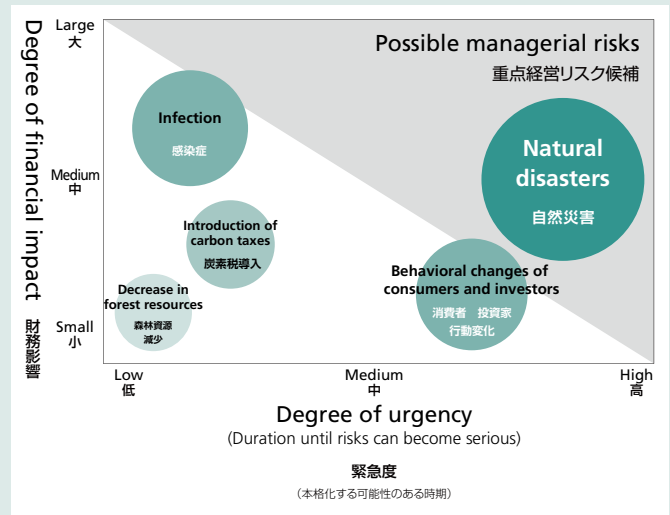 Degree of financial impact
財務影響
Large
大
Medium
中
Small
小
Possible managerial risks
重点経営リスク候補
Infection
感染症
Natural
disasters
自然災害
Introduction of
carbon taxes
炭素税導入
Decrease in
forest resources
森林資源
減少
Behavioral changes of
consumers and investors
消費者　投資家
行動変化
Low
低
Medium
中
High
高
Degree of urgency
(Duration until risks can become serious)
緊急度
(本格化する可能性のある時期)